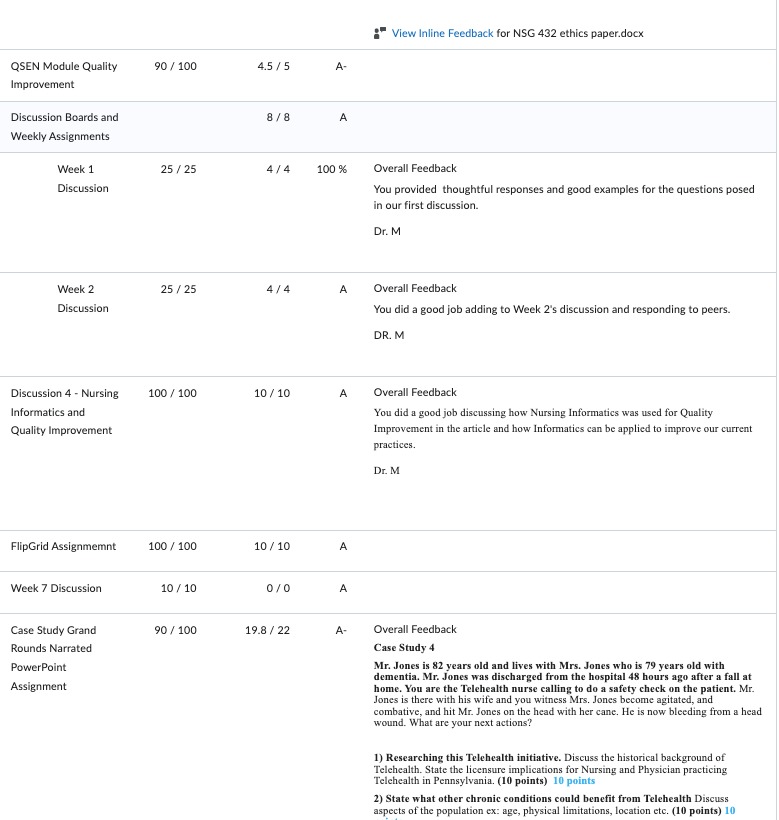 View Inline Feedback for NSG 432 ethics paper.docx
QSEN Module Quality Improvement 90 / 100 4.5 / 5 A-
Discussion Boards and Weekly Assignments 8 / 8 A
Week 1 Discussion 25 / 25 4 / 4 100 % Overall Feedback
You provided thoughtful responses and good examples for the questions posed
in our first discussion.
Dr. M
Week 2 Discussion 25 / 25 4 / 4 A Overall Feedback
You did a good job adding to Week 2's discussion and responding to peers.
DR. M
Discussion 4 - Nursing Informatics and Quality Improvement 100 / 100 10 / 10 A Overall Feedback
You did a good job discussing how Nursing Informatics was used for Quality
Improvement in the article and how Informatics can be applied to improve our current
practices.
Dr. M
FlipGrid Assignmemnt 100 / 100 10 / 10 A
Week 7 Discussion 10 / 10 0 / 0 A
Case Study Grand Rounds Narrated PowerPoint Assignment 90 / 100 19.8 / 22 A- Overall Feedback
Case Study 4
Mr. Jones is 82 years old and lives with Mrs. Jones who is 79 years old with
dementia. Mr. Jones was discharged from the hospital 48 hours ago after a fall at
home. You are the Telehealth nurse calling to do a safety check on the patient. Mr.
Jones is there with his wife and you witness Mrs. Jones become agitated, and
combative, and hit Mr. Jones on the head with her cane. He is now bleeding from a head
wound. What are your next actions?
1) Researching this Telehealth initiative. Discuss the historical background of
Telehealth. State the licensure implications for Nursing and Physician practicing
Telehealth in Pennsylvania. (10 points) 10 points
2) State what other chronic conditions could benefit from Telehealth Discuss
aspects of the population ex: age, physical limitations, location etc. (10 points) 10